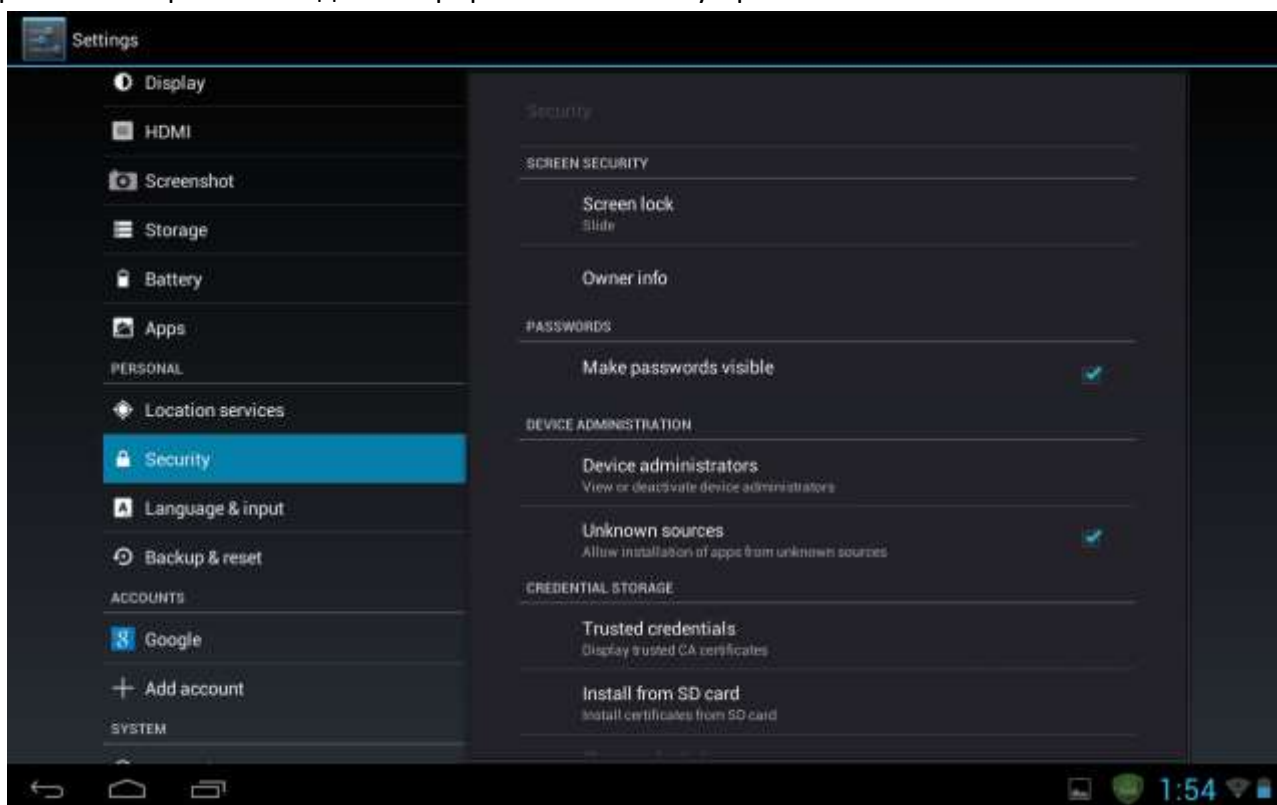 Settings
Display
HDMI
Screenshot
Storage
Battery
Apps
PERSONAL
Location services
Security
Language & input
Backup & reset
ACCOUNTS
Google
Add account
SYSTEM
Security
SCREEN SECURITY
Screen lock
Slide
Owner info
PASSWORDS
Make passwords visible
DEVICE ADMINISTRATION
Device administrators
View or deactivate device administrators
Unknown sources
Allow installation of apps from unknown sources
CREDENTIAL STORAGE
Trusted credentials
Display trusted CA certificates
Install from SD card
Install certificates from SD card
1:54